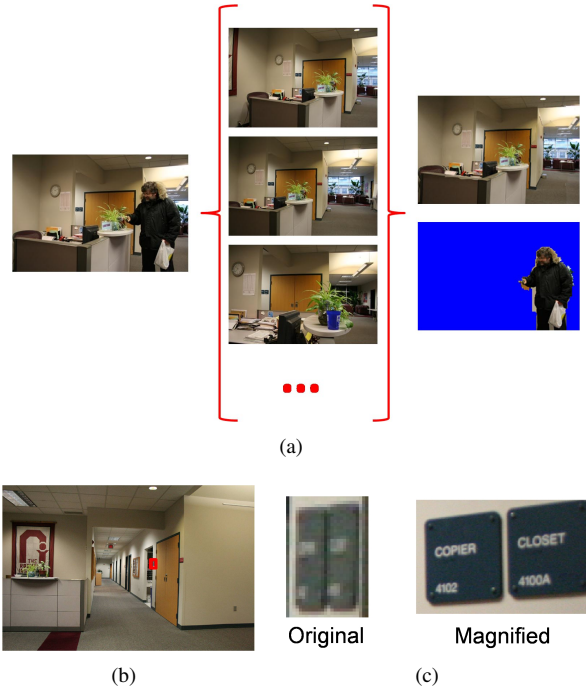 (a)
COPIER
4102
CLOSET
4100A
Original
Magnified
(b)
(c)